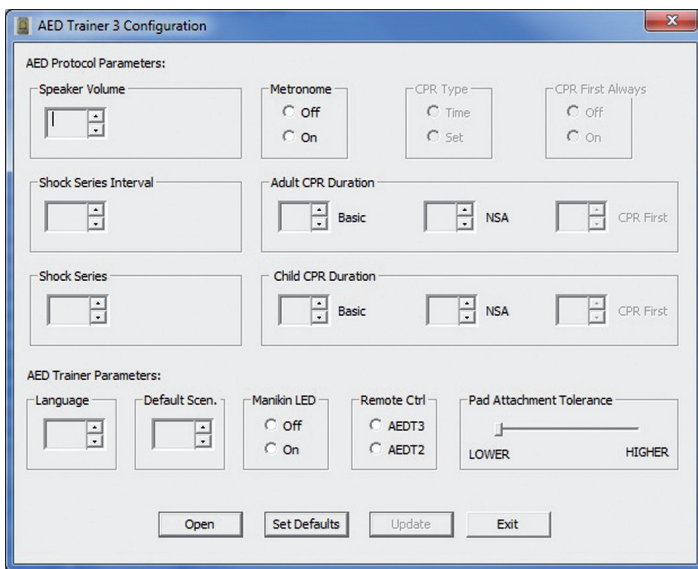 AED Trainer 3 Configuration
AED Protocol Parameters:
Speaker Volume
Metronome
Off
On
CPR Type
Time
Set
CPR First Always
Off
On
Shock Series Interval
Adult CPR Duration
Basic
NSA
CPR First
Shock Series
Child CPR Duration
Basic
NSA
CPR First
AED Trainer Parameters:
Language
Default Scen.
Manikin LED
Off
On
Remote Ctrl
AEDT3
AEDT2
Pad Attachment Tolerance
LOWER
HIGHER
Open
Set Defaults
Update
Exit